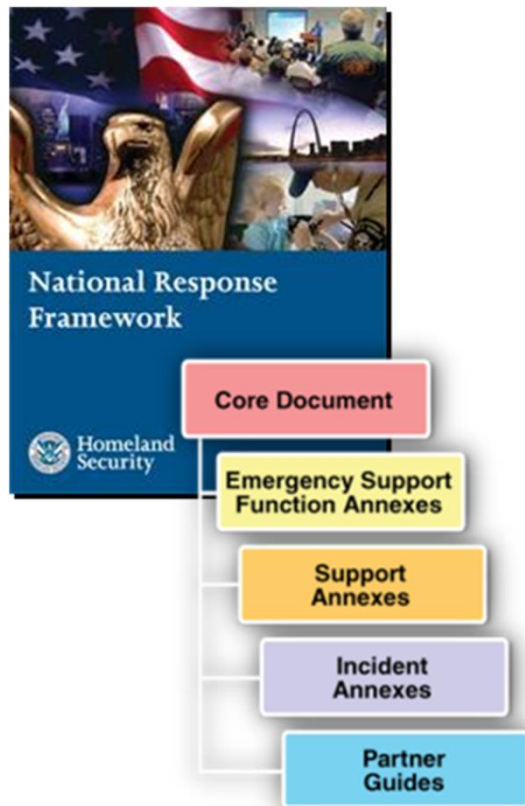 National Response
Framework
Homeland
Security
Core Document
Emergency Support
Function Annexes
Support
Annexes
Incident
Annexes
Partner
Guides